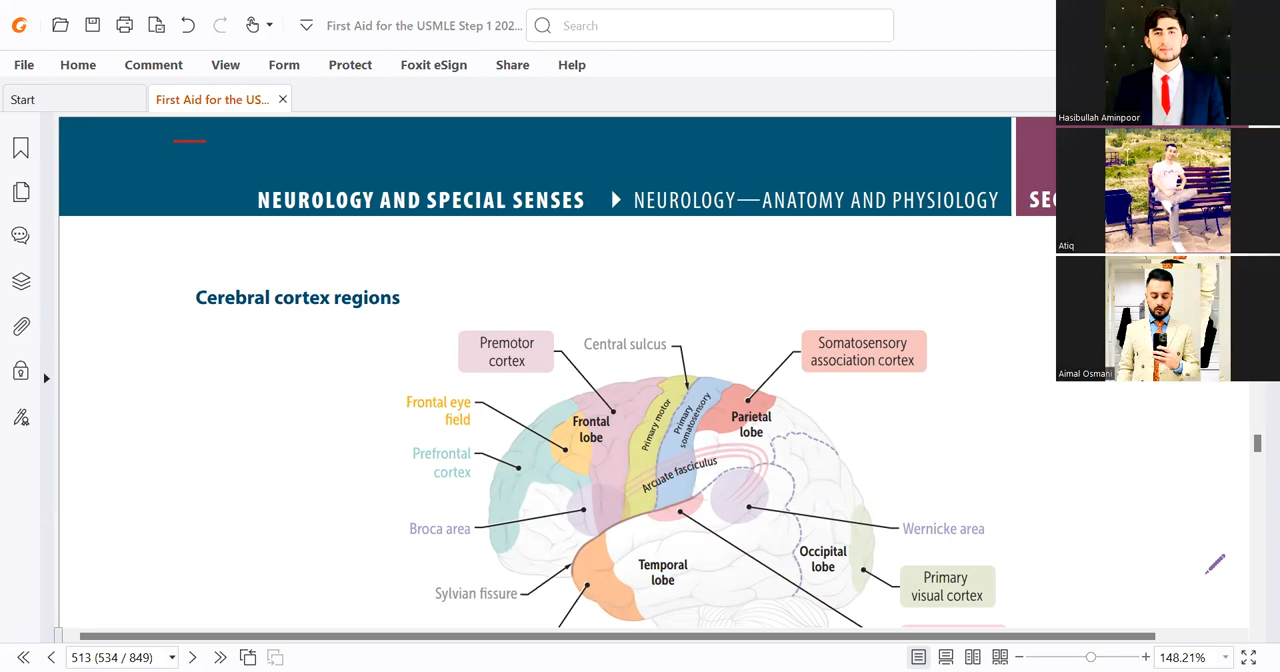 First Aid for the USMLE Step 1 202...
Search
File Home Comment View Form Protect Foxit eSign Share Help
Start
First Aid for the US...
NEUROLOGY AND SPECIAL SENSES
NEUROLOGY—ANATOMY AND PHYSIOLOGY
Cerebral cortex regions
Premotor
cortex
Central sulcus
Somatosensory
association cortex
Frontal eye
field
Frontal
lobe
Primary motor
Primary
somatosensory
Parietal
lobe
Prefrontal
cortex
Arcuate fasciculus
Broca area
Wernicke area
Temporal
lobe
Occipital
lobe
Primary
visual cortex
Sylvian fissure
513 (534 / 849)
148.21%
Hasibullah Aminpoor
Atiq
Aimal Osmani